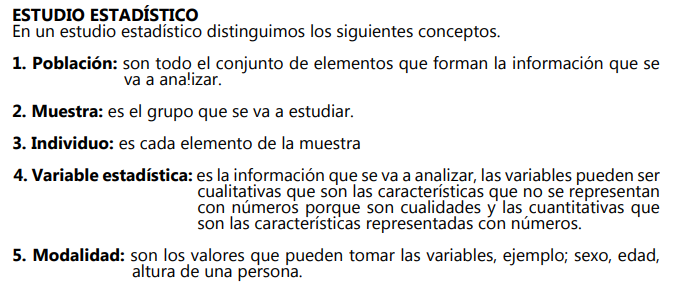 ESTUDIO ESTADÍSTICO
En un estudio estadístico distinguimos los siguientes conceptos.
1. Población: son todo el conjunto de elementos que forman la información que se
va a ana!izar.
2. Muestra: es el grupo que se va a estudiar.
3. Individuo: es cada elemento de la muestra
4. Variable estadística: es la información que se va a analizar, las variables pueden ser
cualitativas que son las características que no se representan
con números porque son cualidades y las cuantitativas que
son las características representadas con números.
5. Modalidad: son los valores que pueden tomar las variables, ejemplo; sexo, edad,
altura de una persona.